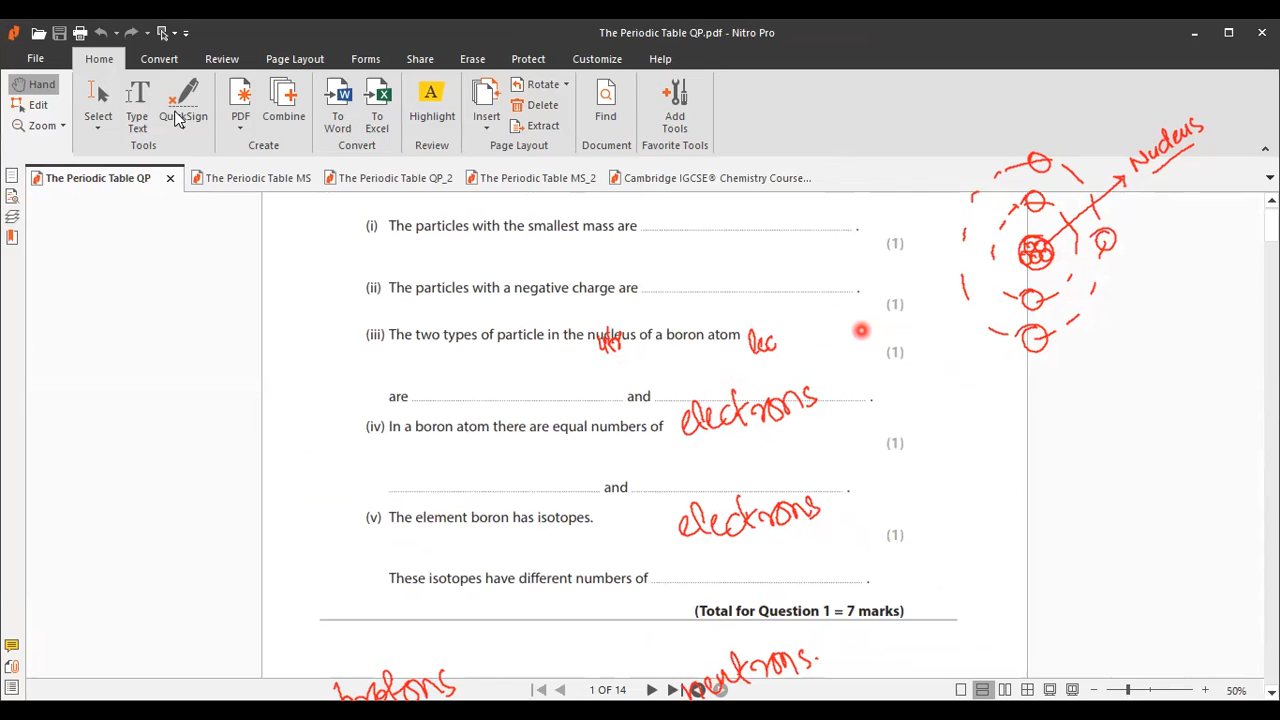 The Periodic Table QP.pdf - Nitro Pro
File Home Convert Review Page Layout Forms Share Erase Protect Customize Help
Hand
Edit
Zoom
Select
Type Text
QuickSign
PDF
Combine
To Word
To Excel
Highlight
Insert
Rotate
Delete
Extract
Find
Add Tools
Tools Create Convert Review Page Layout Document Favorite Tools
The Periodic Table QP The Periodic Table MS The Periodic Table QP_2 The Periodic Table MS_2 Cambridge IGCSE® Chemistry Course...
Nucleus
(i) The particles with the smallest mass are .
(1)
(ii) The particles with a negative charge are .
(1)
(iii) The two types of particle in the nucleus of a boron atom
(1)
are and .
electrons
(iv) In a boron atom there are equal numbers of
(1)
and .
electrons
(v) The element boron has isotopes.
(1)
These isotopes have different numbers of .
(Total for Question 1 = 7 marks)
protons neutrons.
1 OF 14
50%